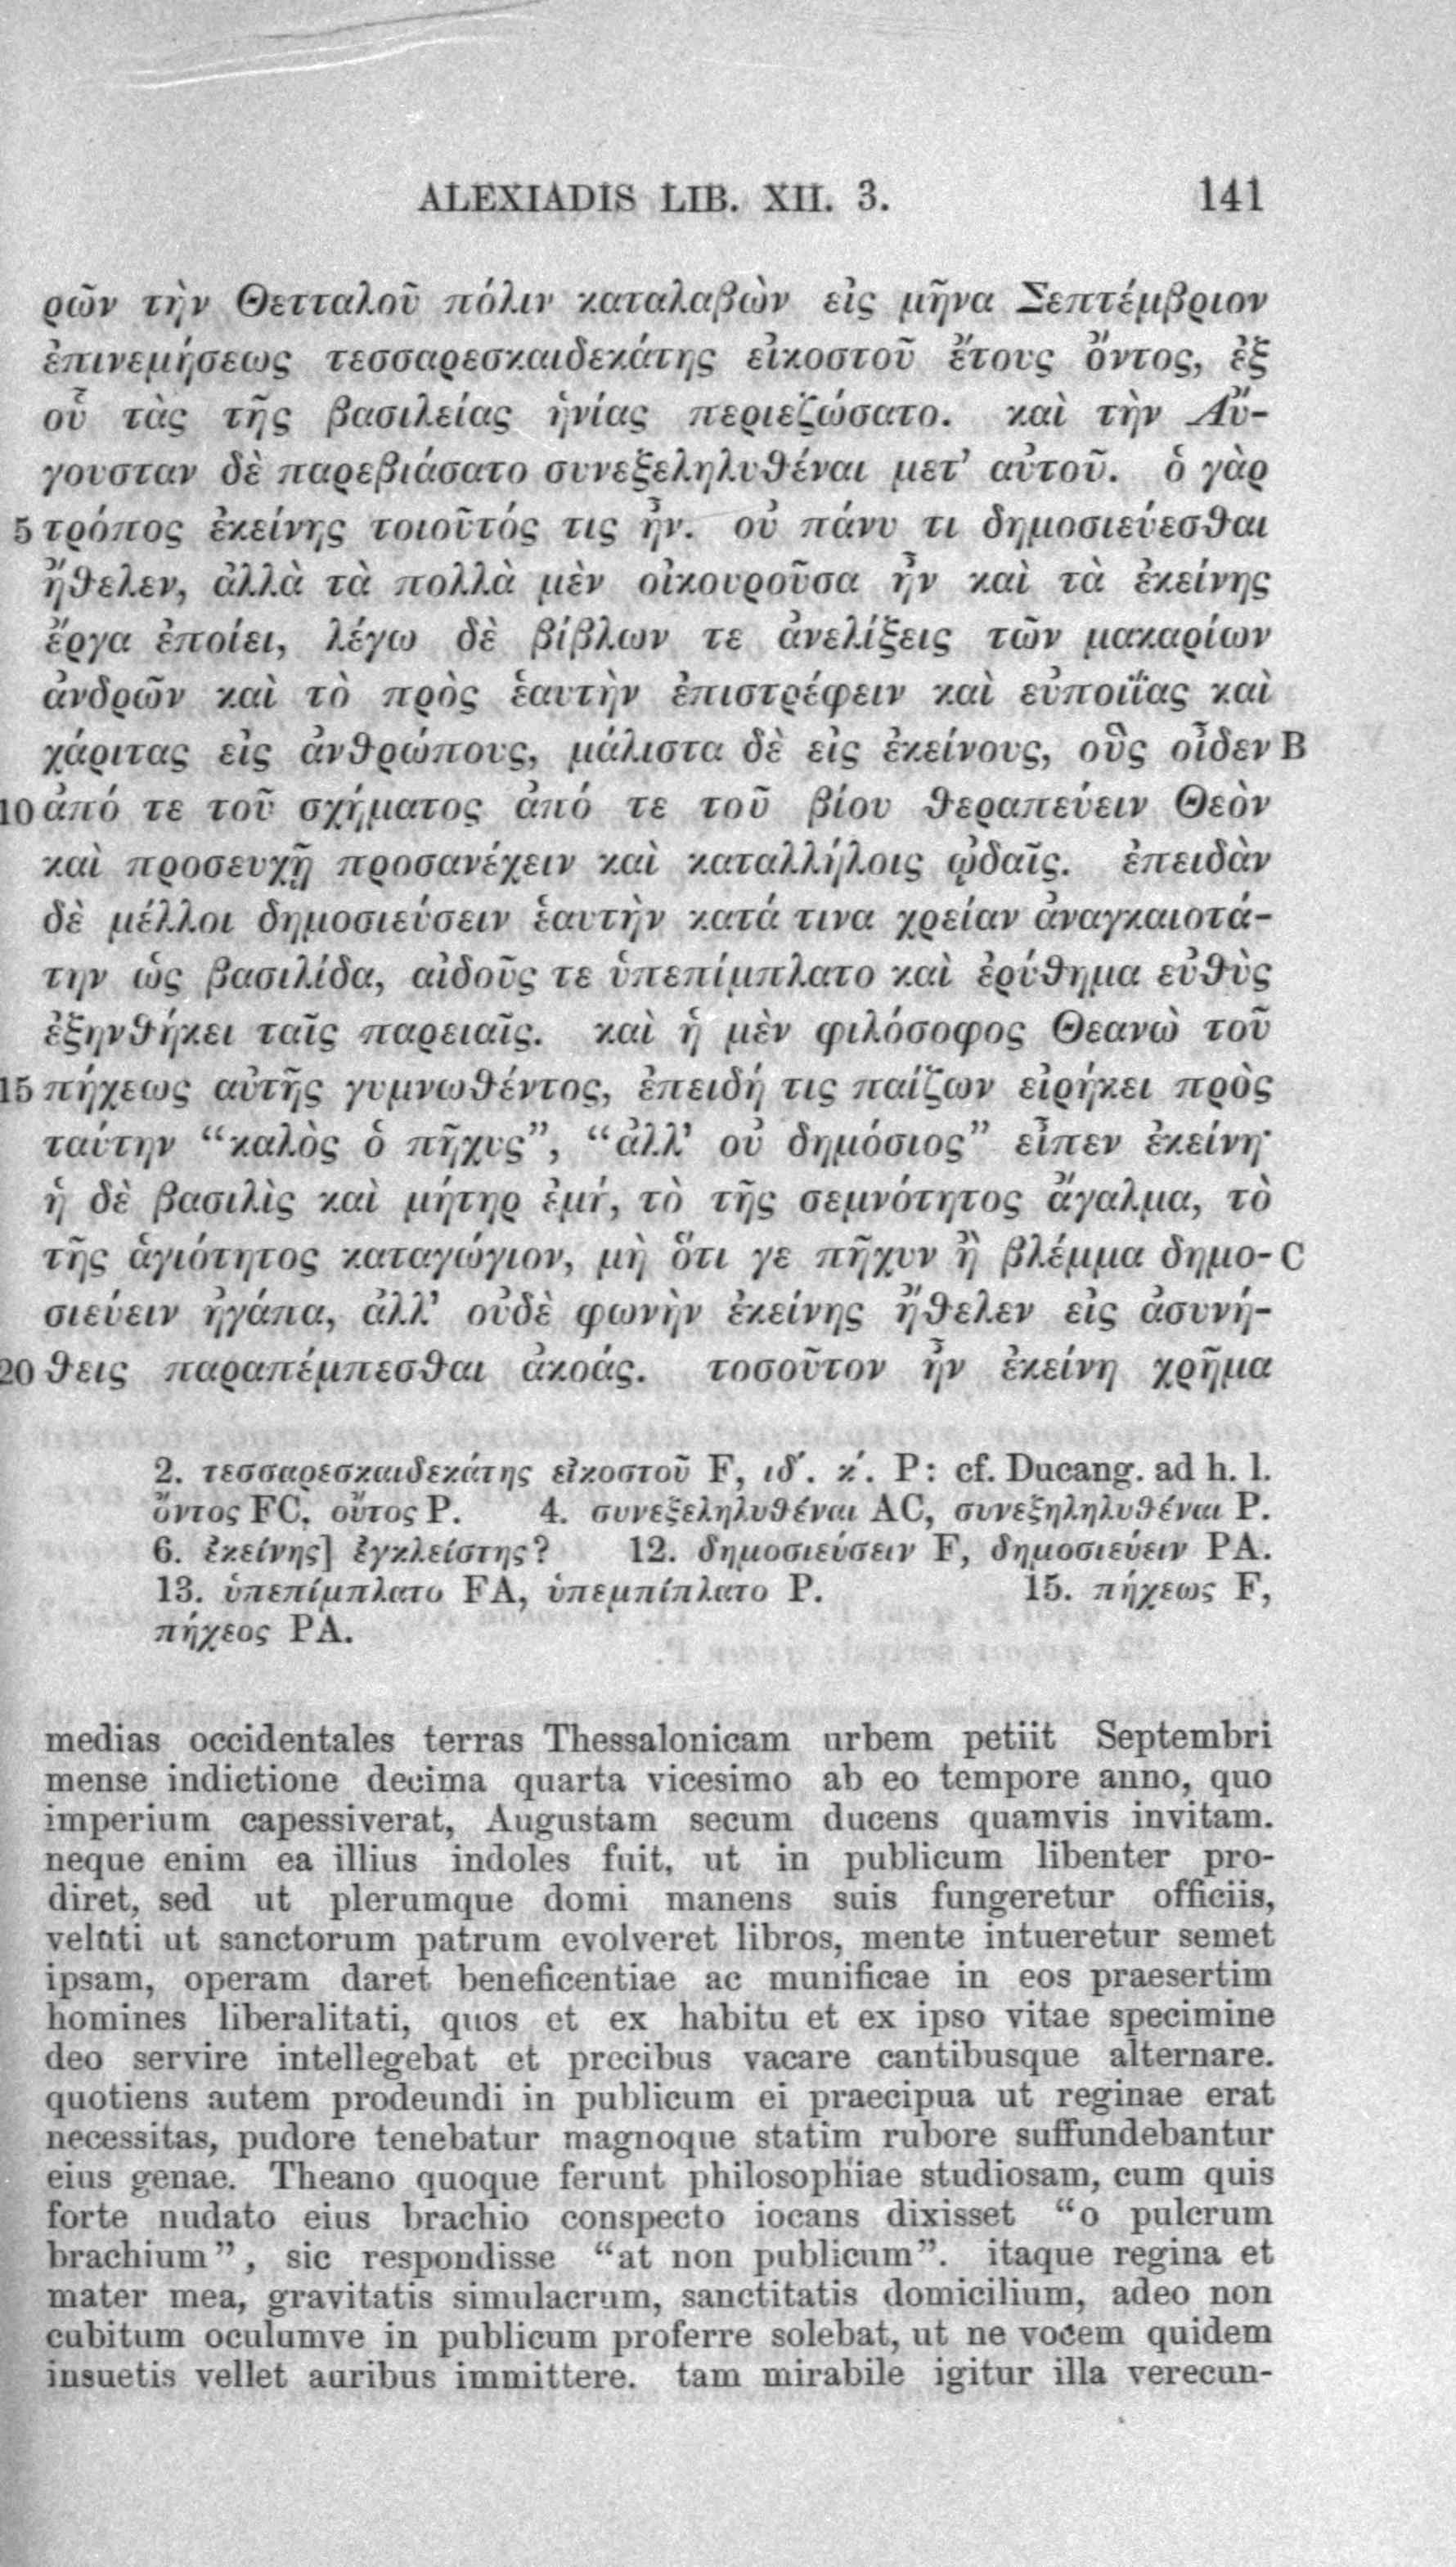 ALEXIADIS LIB. XII. 3. 141
ρῶν τὴν Θετταλοῦ πόλιν καταλαβὼν εἰς μῆνα Σεπτέμβριον
ἐπινεμήσεως τεσσαρεσκαιδεκάτης εἰκοστοῦ ἔτους ὄντος, ἐξ
οὗ τὰς τῆς βασιλείας ἡνίας περιεζώσατο. καὶ τὴν Αὔ-
γουσταν δὲ παρεβιάσατο συνεξεληλυθέναι μετ᾽ αὐτοῦ. ὁ γὰρ
5 τρόπος ἐκείνης τοιοῦτός τις ἦν. οὐ πάνυ τι δημοσιεύεσθαι
ἤθελεν, ἀλλὰ τὰ πολλὰ μὲν οἰκουροῦσα ἦν καὶ τὰ ἐκείνης
ἔργα ἐποίει, λέγω δὲ βίβλων τε ἀνελίξεις τῶν μακαρίων
ἀνδρῶν καὶ τὸ πρὸς ἑαυτὴν ἐπιστρέφειν καὶ εὐποιΐας καὶ
χάριτας εἰς ἀνθρώπους, μάλιστα δὲ εἰς ἐκείνους, οὓς οἶδεν B
10 ἀπό τε τοῦ σχήματος ἀπό τε τοῦ βίου θεραπεύειν Θεὸν
καὶ προσευχῇ προσανέχειν καὶ καταλλήλοις ᾠδαῖς. ἐπειδὰν
δὲ μέλλοι δημοσιεύσειν ἑαυτὴν κατά τινα χρείαν ἀναγκαιοτά-
την ὡς βασιλίδα, αἰδοῦς τε ὑπεπίμπλατο καὶ ἐρύθημα εὐθὺς
ἐξηνθήκει ταῖς παρειαῖς. καὶ ἡ μὲν φιλόσοφος Θεανὼ τοῦ
15 πήχεως αὐτῆς γυμνωθέντος, ἐπειδή τις παίζων εἰρήκει πρὸς
ταύτην “καλὸς ὁ πῆχυς”, “ἀλλ᾽ οὐ δημόσιος” εἶπεν ἐκείνη·
ἡ δὲ βασιλὶς καὶ μήτηρ ἐμή, τὸ τῆς σεμνότητος ἄγαλμα, τὸ
τῆς ἁγιότητος καταγώγιον, μὴ ὅτι γε πῆχυν ἢ βλέμμα δημο- C
σιεύειν ἠγάπα, ἀλλ᾽ οὐδὲ φωνὴν ἐκείνης ἤθελεν εἰς ἀσυνή-
20 θεις παραπέμπεσθαι ἀκοάς. τοσοῦτον ἦν ἐκείνη χρῆμα
2. τεσσαρεσκαιδεκάτης εἰκοστοῦ F, ιδ´. κ´. P: cf. Ducang. ad h. l.
ὄντος FC, οὕτος P. 4. συνεξεληλυθέναι AC, συνεξηληλυθέναι P.
6. ἐκείνης] ἐγκλείστης? 12. δημοσιεύσειν F, δημοσιεύειν PA.
13. ὑπεπίμπλατο FA, ὑπεμπίπλατο P. 15. πήχεως F,
πήχεος PA.
medias occidentales terras Thessalonicam urbem petiit Septembri
mense indictione decima quarta vicesimo ab eo tempore anno, quo
imperium capessiverat, Augustam secum ducens quamvis invitam.
neque enim ea illius indoles fuit, ut in publicum libenter pro-
diret, sed ut plerumque domi manens suis fungeretur officiis,
veluti ut sanctorum patrum evolveret libros, mente intueretur semet
ipsam, operam daret beneficentiae ac munificae in eos praesertim
homines liberalitati, quos et ex habitu et ex ipso vitae specimine
deo servire intellegebat et precibus vacare cantibusque alternare.
quotiens autem prodeundi in publicum ei praecipua ut reginae erat
necessitas, pudore tenebatur magnoque statim rubore suffundebantur
eius genae. Theano quoque ferunt philosophiae studiosam, cum quis
forte nudato eius brachio conspecto iocans dixisset “o pulcrum
brachium”, sic respondisse “at non publicum”. itaque regina et
mater mea, gravitatis simulacrum, sanctitatis domicilium, adeo non
cubitum oculumve in publicum proferre solebat, ut ne vocem quidem
insuetis vellet auribus immittere. tam mirabile igitur illa verecun-